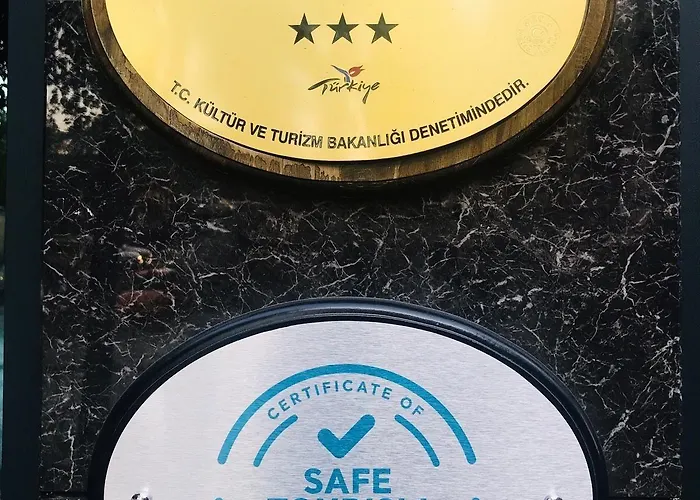 Türkiye
T.C. KÜLTÜR VE TURİZM BAKANLIĞI DENETİMİNDEDİR.
CERTIFICATE OF
SAFE